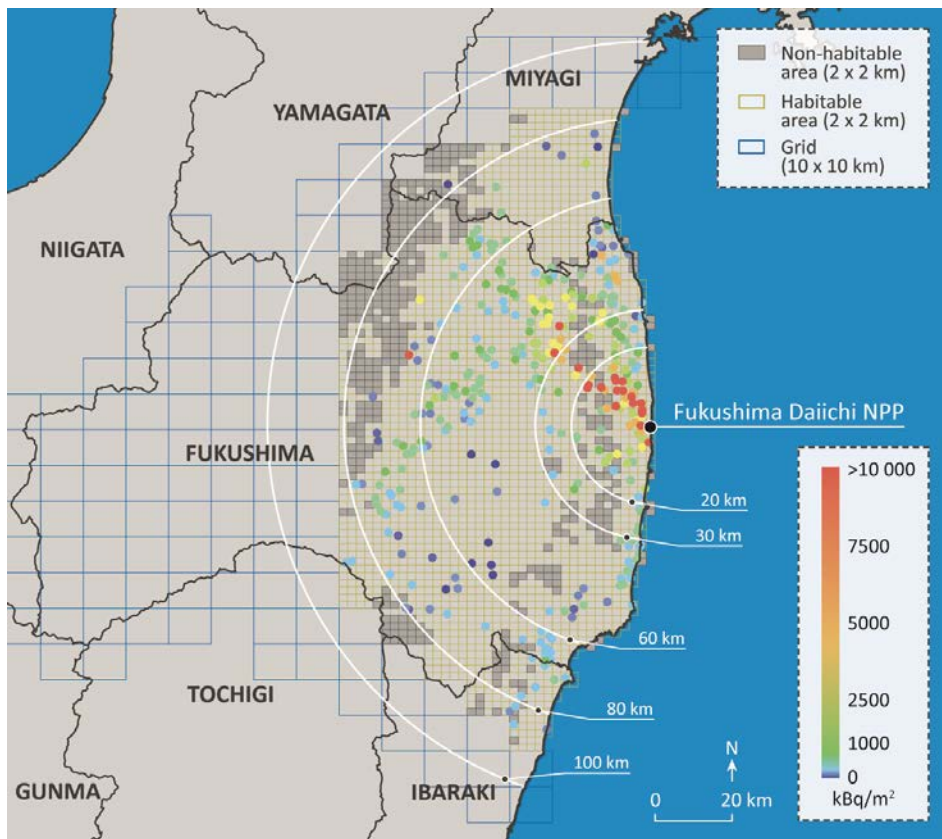 MIYAGI
YAMAGATA
NIIGATA
FUKUSHIMA
TOCHIGI
GUNMA
IBARAKI
Non-habitable
area (2 x 2 km)
Habitable
area (2 x 2 km)
Grid
(10 x 10 km)
Fukushima Daiichi NPP
20 km
30 km
60 km
80 km
100 km
N
0 20 km
>10 000
7500
5000
2500
1000
0
kBq/m²